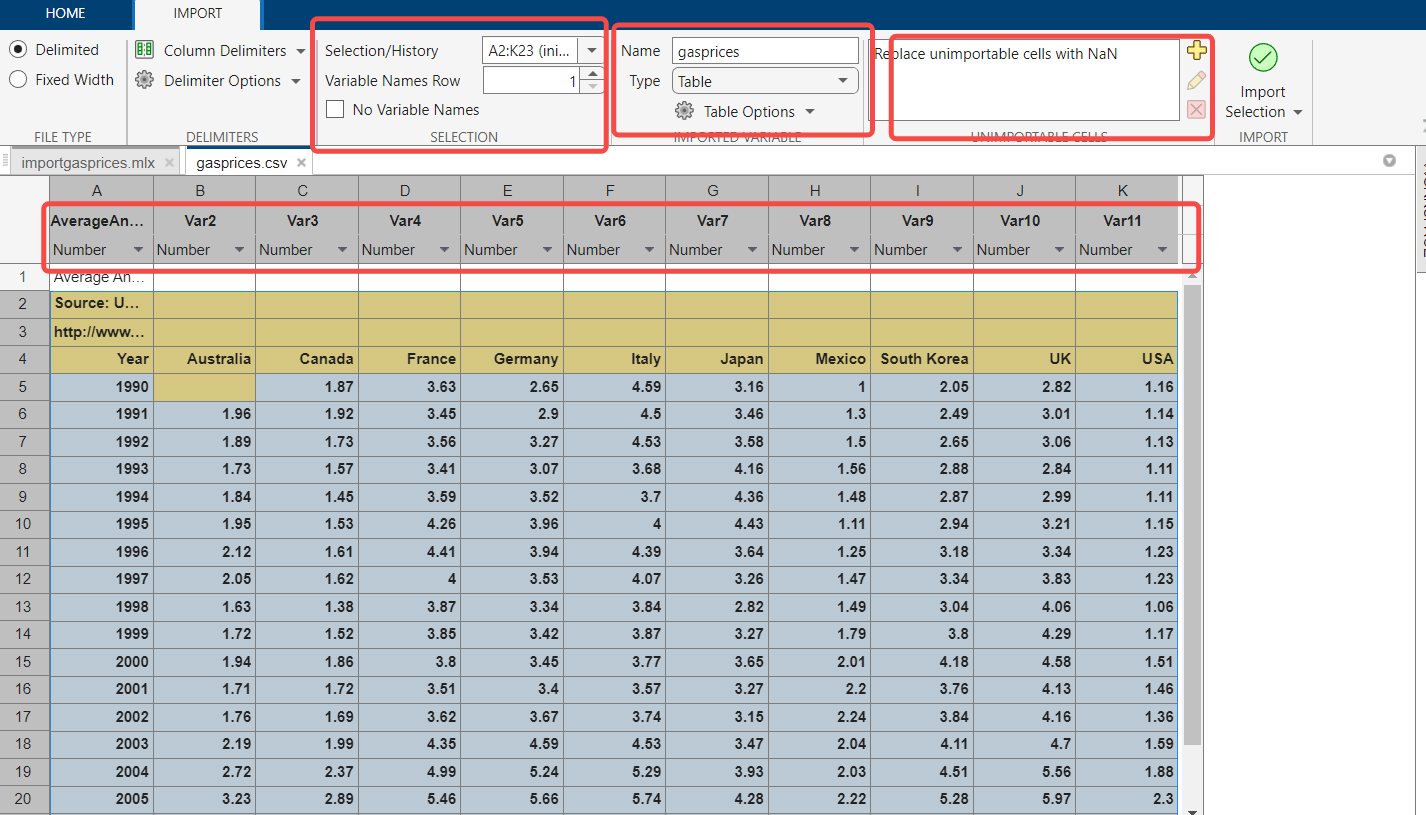 HOME IMPORT
Delimited Column Delimiters Selection/History A2:K23 (ini... Name gasprices Replace unimportable cells with NaN
Fixed Width Delimiter Options Variable Names Row 1 Type Table Import
No Variable Names Table Options Selection
FILE TYPE DELIMITERS SELECTION IMPORTED VARIABLE UNIMPORTABLE CELLS IMPORT
importgasprices.mlx gasprices.csv
A B C D E F G H I J K
AverageAn... Var2 Var3 Var4 Var5 Var6 Var7 Var8 Var9 Var10 Var11
Number Number Number Number Number Number Number Number Number Number Number
1 Average An...
2 Source: U...
3 http://www...
4 Year Australia Canada France Germany Italy Japan Mexico South Korea UK USA
5 1990 1.87 3.63 2.65 4.59 3.16 1 2.05 2.82 1.16
6 1991 1.96 1.92 3.45 2.9 4.5 3.46 1.3 2.49 3.01 1.14
7 1992 1.89 1.73 3.56 3.27 4.53 3.58 1.5 2.65 3.06 1.13
8 1993 1.73 1.57 3.41 3.07 3.68 4.16 1.56 2.88 2.84 1.11
9 1994 1.84 1.45 3.59 3.52 3.7 4.36 1.48 2.87 2.99 1.11
10 1995 1.95 1.53 4.26 3.96 4 4.43 1.11 2.94 3.21 1.15
11 1996 2.12 1.61 4.41 3.94 4.39 3.64 1.25 3.18 3.34 1.23
12 1997 2.05 1.62 4 3.53 4.07 3.26 1.47 3.34 3.83 1.23
13 1998 1.63 1.38 3.87 3.34 3.84 2.82 1.49 3.04 4.06 1.06
14 1999 1.72 1.52 3.85 3.42 3.87 3.27 1.79 3.8 4.29 1.17
15 2000 1.94 1.86 3.8 3.45 3.77 3.65 2.01 4.18 4.58 1.51
16 2001 1.71 1.72 3.51 3.4 3.57 3.27 2.2 3.76 4.13 1.46
17 2002 1.76 1.69 3.62 3.67 3.74 3.15 2.24 3.84 4.16 1.36
18 2003 2.19 1.99 4.35 4.59 4.53 3.47 2.04 4.11 4.7 1.59
19 2004 2.72 2.37 4.99 5.24 5.29 3.93 2.03 4.51 5.56 1.88
20 2005 3.23 2.89 5.46 5.66 5.74 4.28 2.22 5.28 5.97 2.3